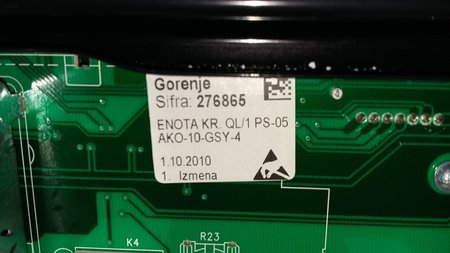 Gorenje
Sifra: 276865
ENOTA KR. QL/1 PS-05
AKO-10-GSY-4
1.10.2010
1. Izmena
K4
R23